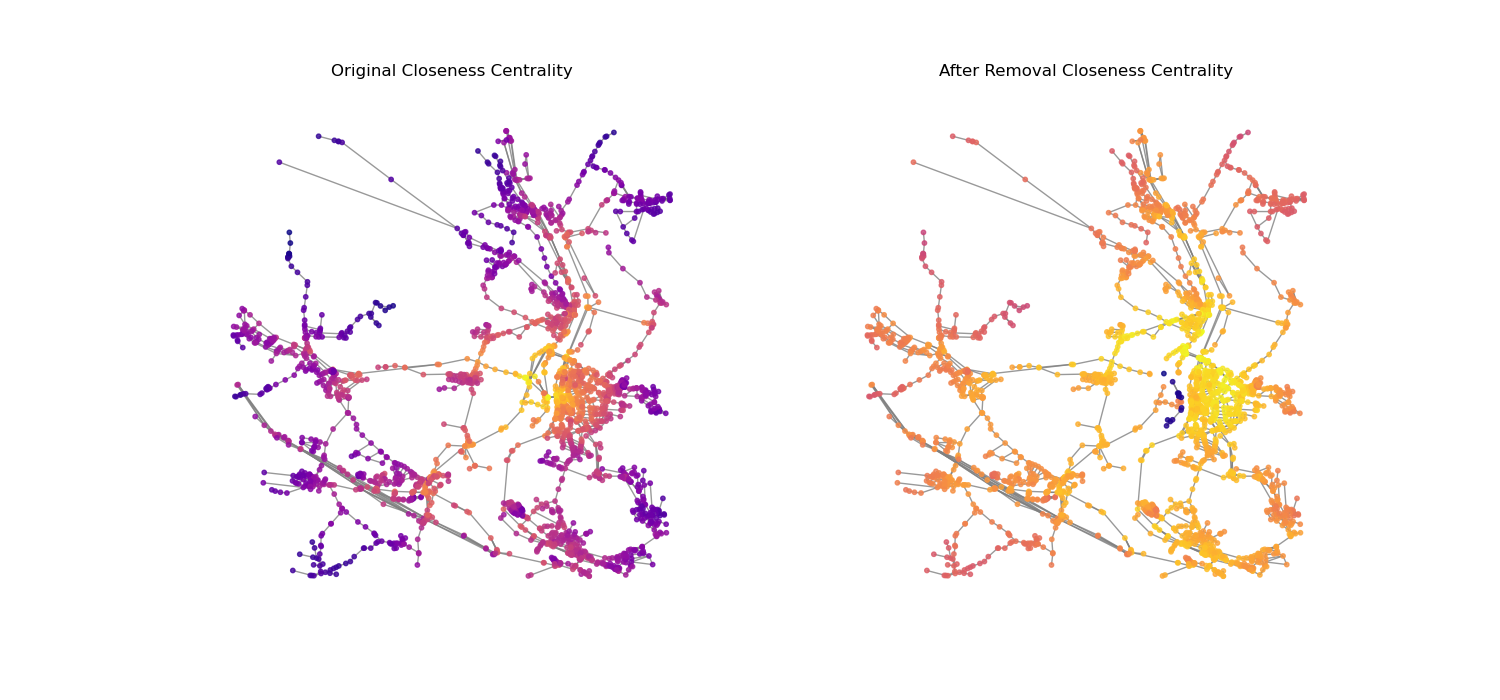 Original Closeness Centrality
After Removal Closeness Centrality